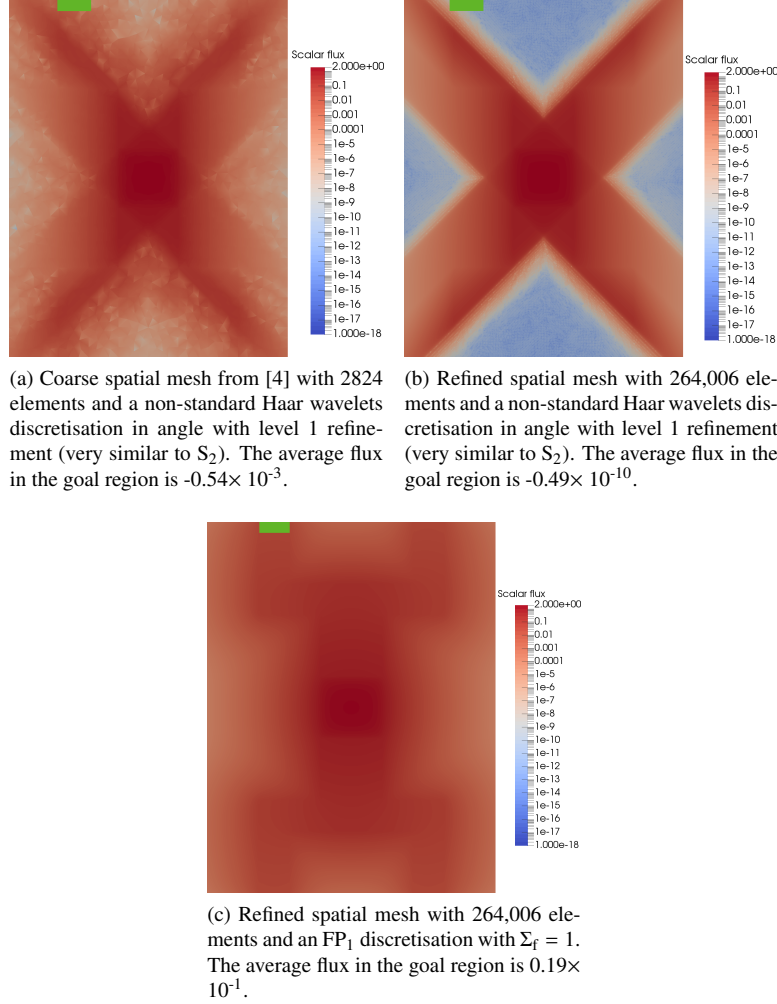 Scalar flux
2.000e+00
0.1
0.01
0.001
0.0001
1e-5
1e-6
1e-7
1e-8
1e-9
1e-10
1e-11
1e-12
1e-13
1e-14
1e-15
1e-16
1e-17
1.000e-18
Scalar flux
2.000e+00
0.1
0.01
0.001
0.0001
1e-5
1e-6
1e-7
1e-8
1e-9
1e-10
1e-11
1e-12
1e-13
1e-14
1e-15
1e-16
1e-17
1.000e-18
(a) Coarse spatial mesh from [4] with 2824
elements and a non-standard Haar wavelets
discretisation in angle with level 1 refine-
ment (very similar to S2). The average flux
in the goal region is -0.54× 10-3.
(b) Refined spatial mesh with 264,006 ele-
ments and a non-standard Haar wavelets dis-
cretisation in angle with level 1 refinement
(very similar to S2). The average flux in the
goal region is -0.49× 10-10.
Scalar flux
2.000e+00
0.1
0.01
0.001
0.0001
1e-5
1e-6
1e-7
1e-8
1e-9
1e-10
1e-11
1e-12
1e-13
1e-14
1e-15
1e-16
1e-17
1.000e-18
(c) Refined spatial mesh with 264,006 ele-
ments and an FP1 discretisation with Σf = 1.
The average flux in the goal region is 0.19×
10-1.